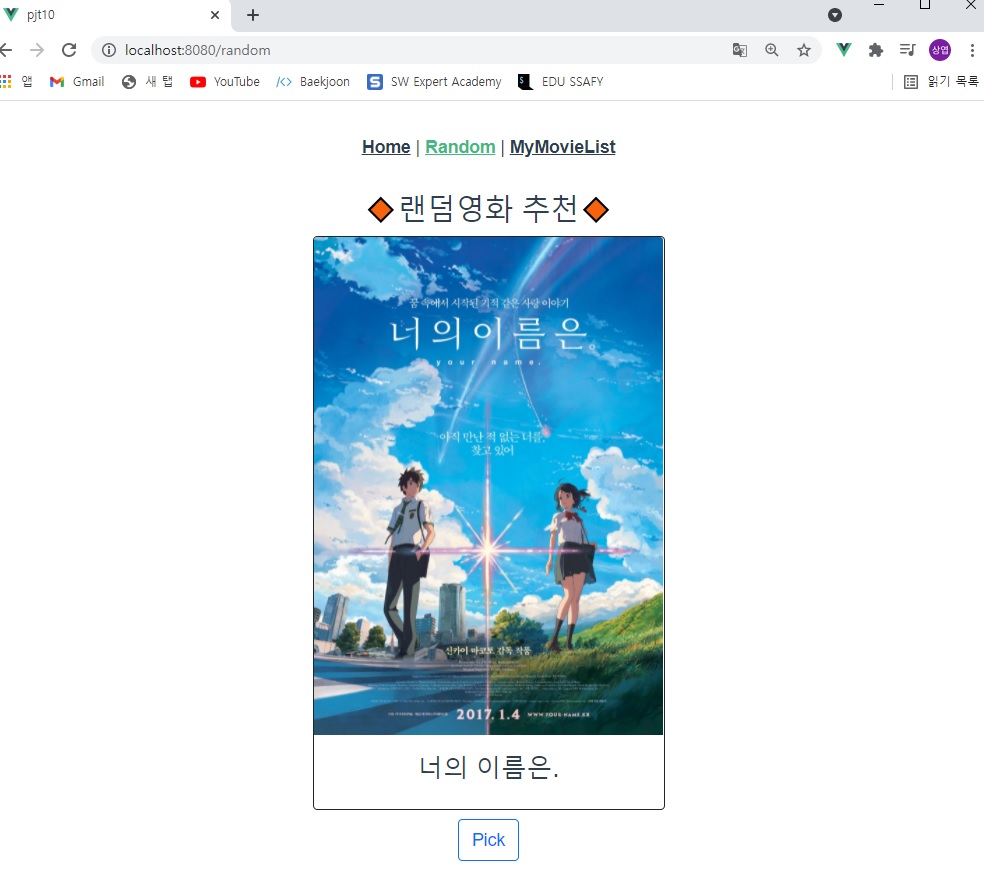 pjt10
localhost:8080/random
상엽
앱 Gmail 새 탭 YouTube Baekjoon SW Expert Academy EDU SSAFY 읽기 목록
Home | Random | MyMovieList
랜덤영화 추천
꿈 속에서 시작된 기적 같은 사랑 이야기
너의이름은。
your name.
아직 만난 적 없는 너를,
찾고 있어
신카이 마코토 감독 작품
2017. 1. 4 WWW.YOUR-NAME.KR
너의 이름은.
Pick